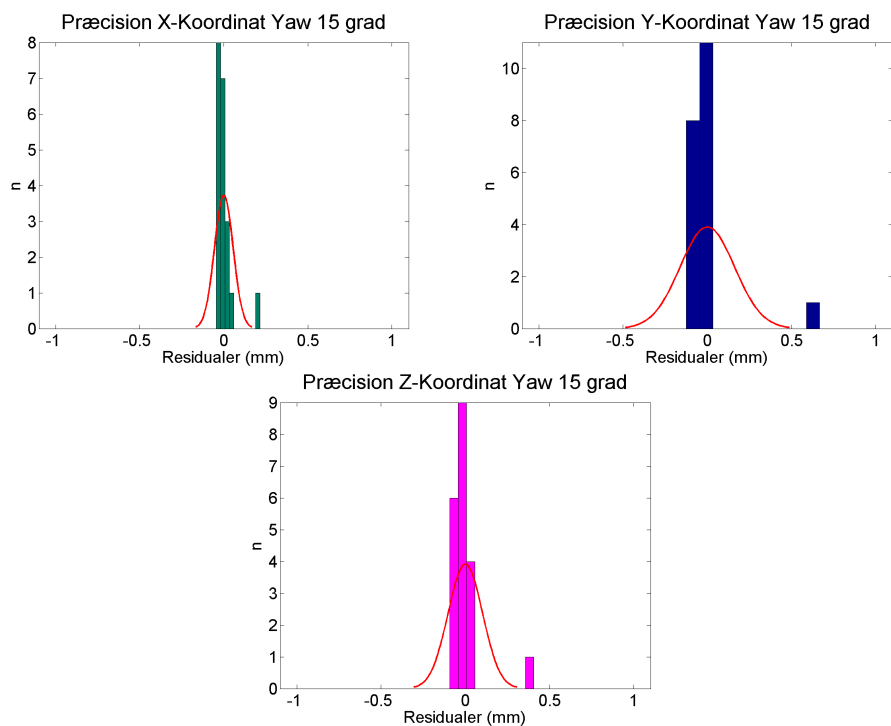 Præcision X-Koordinat Yaw 15 grad
8
7
6
5
4
3
2
1
0
n
-1 -0.5 0 0.5 1
Residualer (mm)
Præcision Y-Koordinat Yaw 15 grad
10
8
6
4
2
0
n
-1 -0.5 0 0.5 1
Residualer (mm)
Præcision Z-Koordinat Yaw 15 grad
9
8
7
6
5
4
3
2
1
0
n
-1 -0.5 0 0.5 1
Residualer (mm)